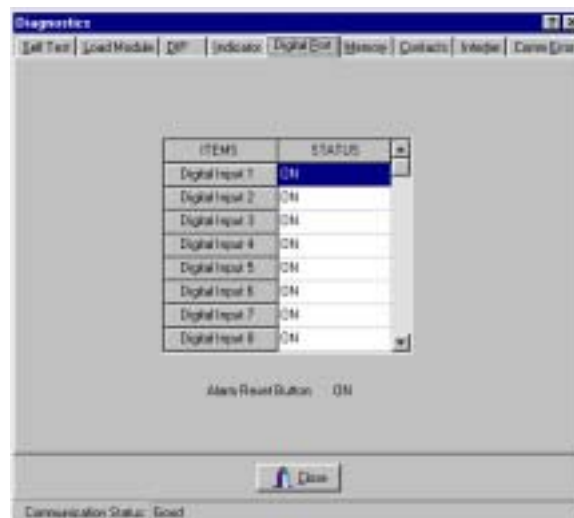 Diagnostics
Self Test Load Module DIP Indicator Digital Port Memory Contacts Comm Error
ITEMS STATUS
Digital Input 1 ON
Digital Input 2 ON
Digital Input 3 ON
Digital Input 4 ON
Digital Input 5 ON
Digital Input 6 ON
Digital Input 7 ON
Digital Input 8 ON
Alarm Reset Button ON
Close
Communication Status: Good